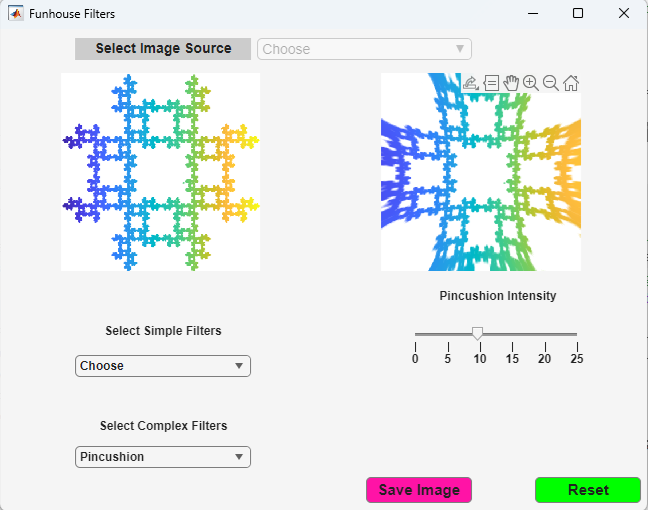 Funhouse Filters
Select Image Source
Choose
Pincushion Intensity
0 5 10 15 20 25
Select Simple Filters
Choose
Select Complex Filters
Pincushion
Save Image
Reset